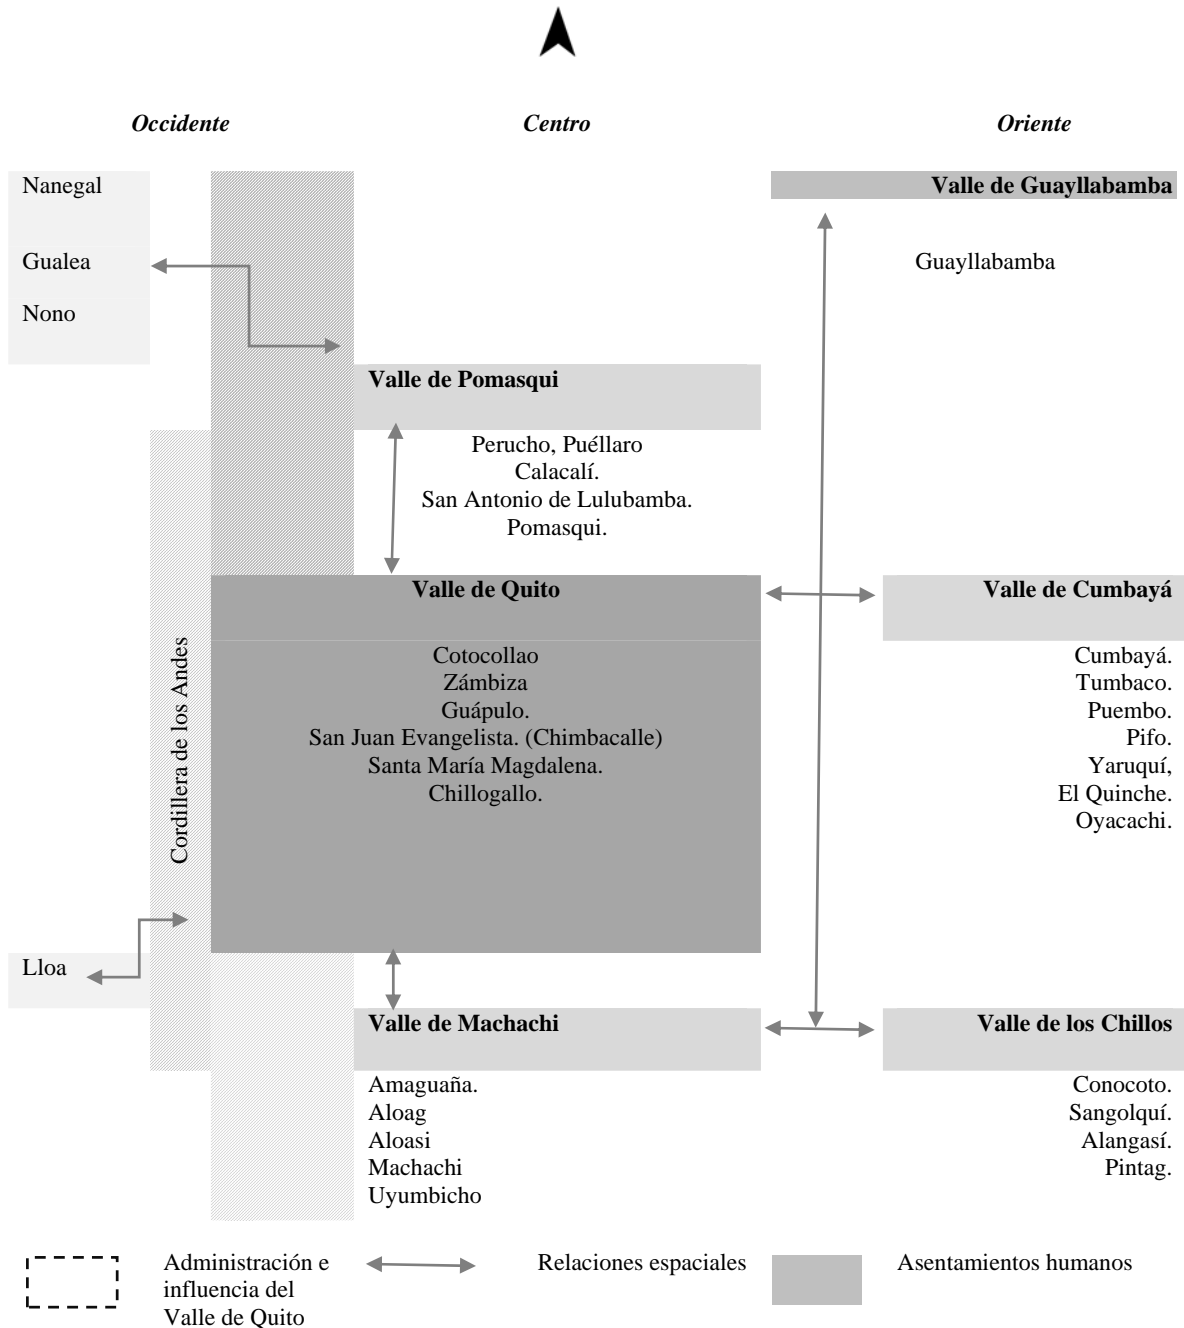 Occidente
Centro
Oriente
Nanegal
Valle de Guayllabamba
Gualea
Guayllabamba
Nono
Valle de Pomasqui
Perucho, Puéllaro
Calacalí.
San Antonio de Lulubamba.
Pomasqui.
Valle de Quito
Valle de Cumbayá
Cordillera de los Andes
Cotocollao
Zámbiza
Guápulo.
San Juan Evangelista. (Chimbacalle)
Santa María Magdalena.
Chillogallo.
Cumbayá.
Tumbaco.
Puembo.
Pifo.
Yaruquí,
El Quinche.
Oyacachi.
Lloa
Valle de Machachi
Valle de los Chillos
Amaguaña.
Aloag
Aloasi
Machachi
Uyumbicho
Conocoto.
Sangolquí.
Alangasí.
Pintag.
Administración e
influencia del
Valle de Quito
Relaciones espaciales
Asentamientos humanos